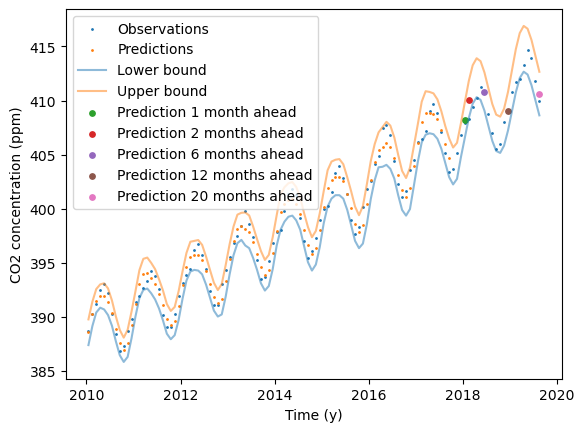 Observations
Predictions
Lower bound
Upper bound
Prediction 1 month ahead
Prediction 2 months ahead
Prediction 6 months ahead
Prediction 12 months ahead
Prediction 20 months ahead
CO2 concentration (ppm)
415
410
405
400
395
390
385
2010
2012
2014
2016
2018
2020
Time (y)